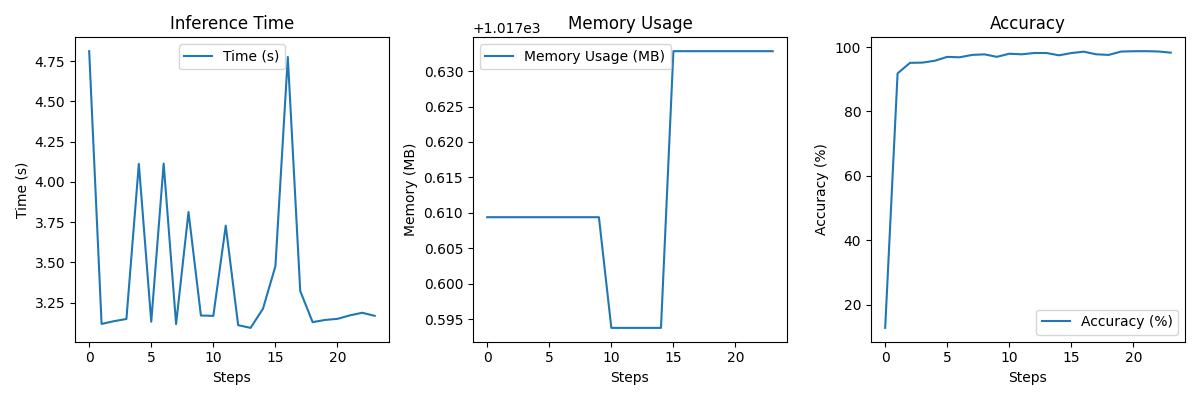 Inference Time
Time (s)
4.75
4.50
4.25
4.00
3.75
3.50
3.25
Time (s)
0 5 10 15 20
Steps
Memory Usage
+1.017e3
Memory Usage (MB)
0.630
0.625
0.620
0.615
0.610
0.605
0.600
0.595
Memory (MB)
0 5 10 15 20
Steps
Accuracy
100
80
60
40
20
Accuracy (%)
Accuracy (%)
0 5 10 15 20
Steps